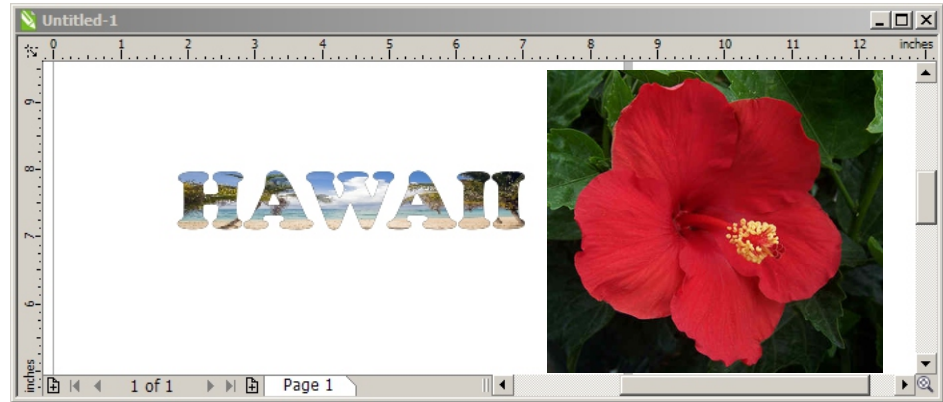 Untitled-1
0 1 2 3 4 5 6 7 8 9 10 11 12 inches
9
8
7
6
inches
HAWAII
1 of 1 Page 1